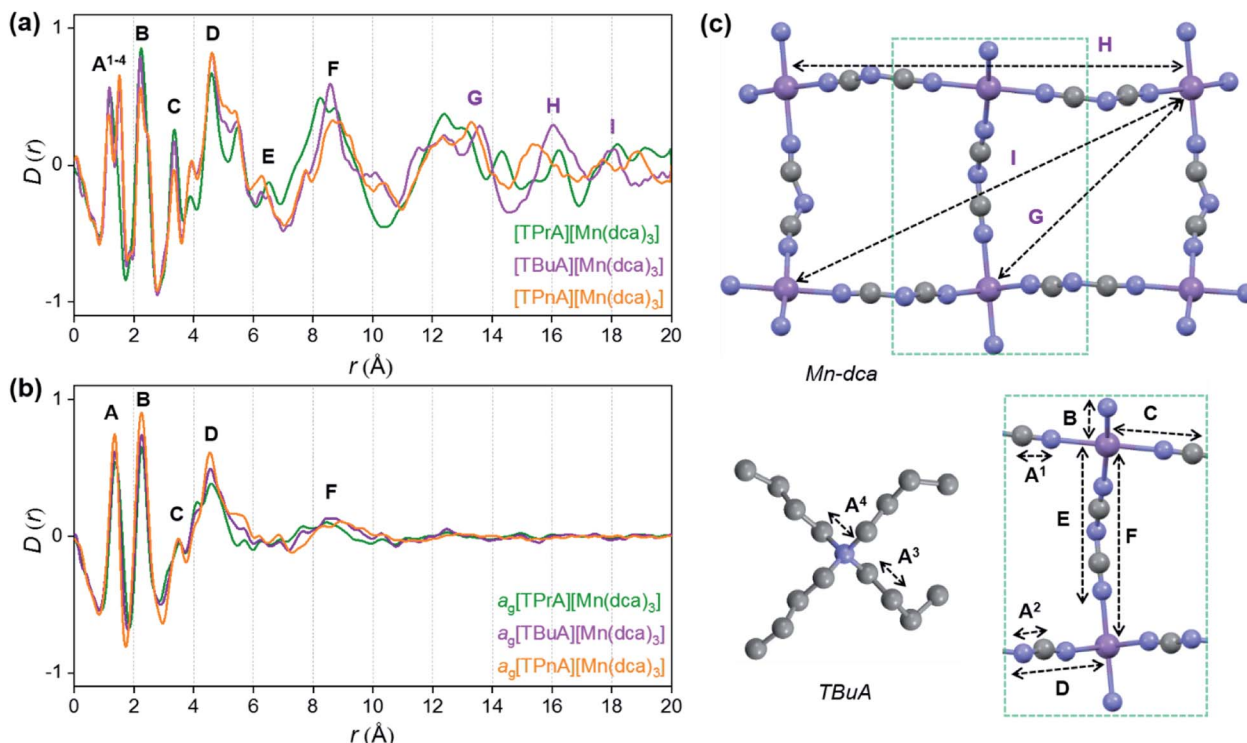 (a)
1
0
-1
D (r)
A¹⁻⁴
B
C
D
E
F
G
H
I
[TPrA][Mn(dca)₃]
[TBuA][Mn(dca)₃]
[TPnA][Mn(dca)₃]
0 2 4 6 8 10 12 14 16 18 20
r (Å)
(b)
1
0
-1
D (r)
A
B
C
D
F
a₉[TPrA][Mn(dca)₃]
a₉[TBuA][Mn(dca)₃]
a₉[TPnA][Mn(dca)₃]
0 2 4 6 8 10 12 14 16 18 20
r (Å)
(c)
H
I
G
Mn-dca
A⁴
A³
TBuA
B
C
A¹
E
F
A²
D